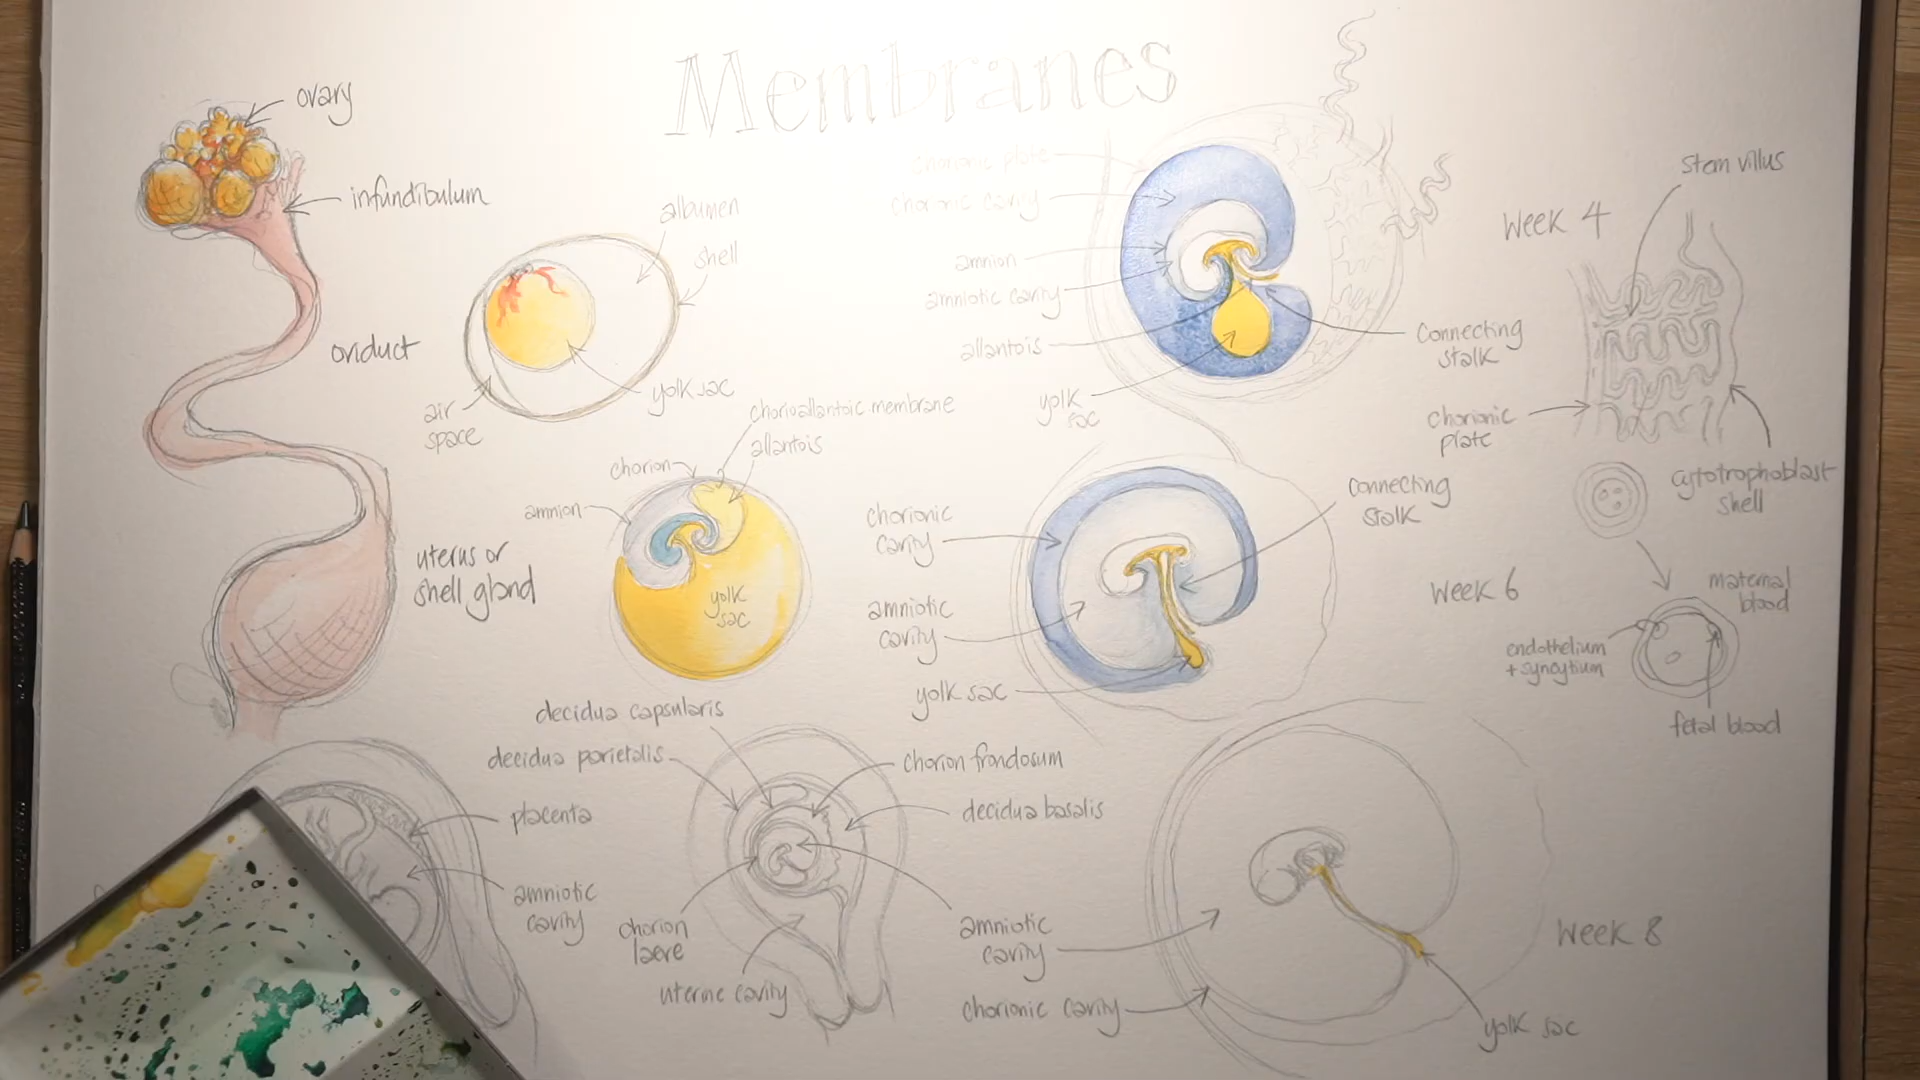 Membranes
ovary
infundibulum
oviduct
uterus or
shell gland
albumen
shell
yolk sac
air
space
chorioallantoic membrane
allantois
chorion
amnion
yolk
sac
chorionic plate
chorionic cavity
amnion
amniotic cavity
allantois
yolk
sac
Connecting
stalk
Week 4
stem villus
chorionic
plate
cytotrophoblast
shell
chorionic
cavity
amniotic
cavity
yolk sac
connecting
stalk
Week 6
maternal
blood
endothelium
+ syncytium
fetal blood
decidua capsularis
decidua parietalis
placenta
amniotic
cavity
chorion frondosum
decidua basalis
chorion
laeve
uterine cavity
amniotic
cavity
chorionic cavity
Week 8
yolk sac